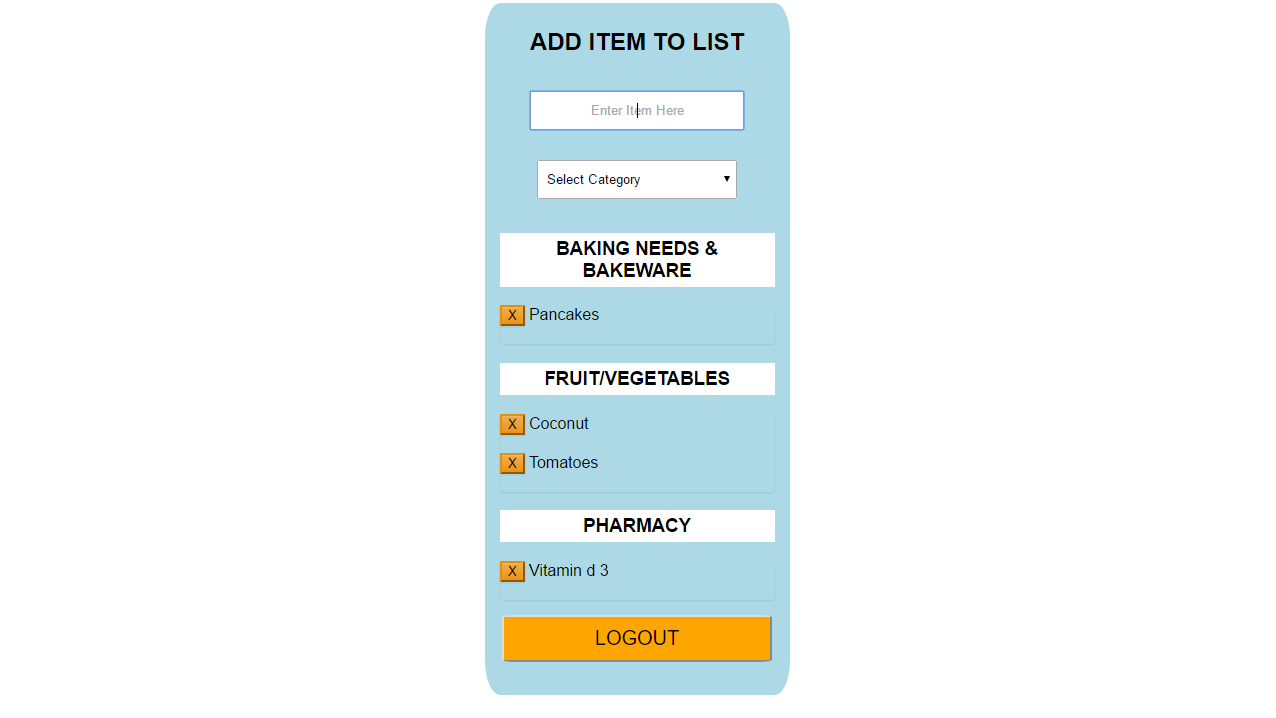 ADD ITEM TO LIST
Enter Item Here
Select Category
BAKING NEEDS &
BAKEWARE
X Pancakes
FRUIT/VEGETABLES
X Coconut
X Tomatoes
PHARMACY
X Vitamin d 3
LOGOUT